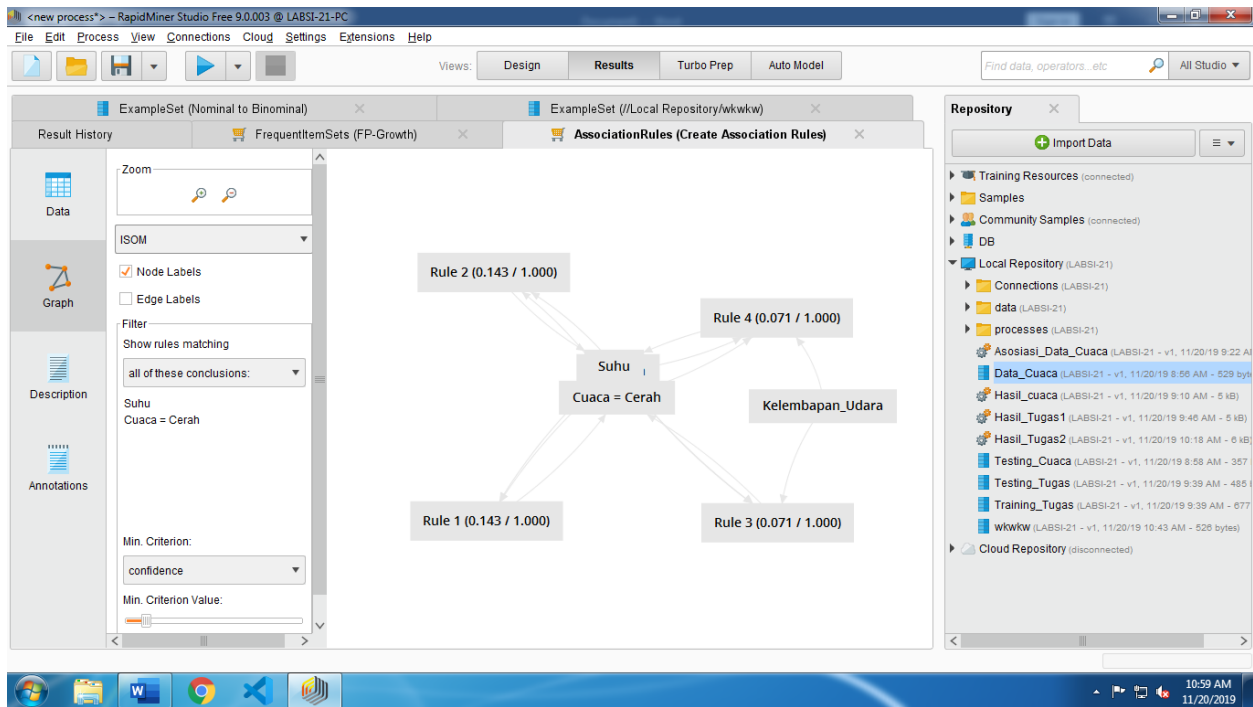 <new process*> – RapidMiner Studio Free 9.0.003 @ LABSI-21-PC
File Edit Process View Connections Cloud Settings Extensions Help
Views: Design Results Turbo Prep Auto Model
Find data, operators...etc
All Studio
ExampleSet (Nominal to Binominal)
ExampleSet (//Local Repository/wkwkw)
Result History
FrequentItemSets (FP-Growth)
AssociationRules (Create Association Rules)
Data
Graph
Description
Annotations
Zoom
ISOM
Node Labels
Edge Labels
Filter
Show rules matching
all of these conclusions:
Suhu
Cuaca = Cerah
Min. Criterion:
confidence
Min. Criterion Value:
Rule 2 (0.143 / 1.000)
Rule 4 (0.071 / 1.000)
Suhu
Cuaca = Cerah
Kelembapan_Udara
Rule 1 (0.143 / 1.000)
Rule 3 (0.071 / 1.000)
Repository
Import Data
Training Resources (connected)
Samples
Community Samples (connected)
DB
Local Repository (LABSI-21)
Connections (LABSI-21)
data (LABSI-21)
processes (LABSI-21)
Asosiasi_Data_Cuaca (LABSI-21 - v1, 11/20/19 9:22 A
Data_Cuaca (LABSI-21 - v1, 11/20/19 8:56 AM - 529 byt
Hasil_cuaca (LABSI-21 - v1, 11/20/19 9:10 AM - 5 kB)
Hasil_Tugas1 (LABSI-21 - v1, 11/20/19 9:46 AM - 5 kB)
Hasil_Tugas2 (LABSI-21 - v1, 11/20/19 10:18 AM - 6 kB)
Testing_Cuaca (LABSI-21 - v1, 11/20/19 8:58 AM - 357
Testing_Tugas (LABSI-21 - v1, 11/20/19 9:39 AM - 485
Training_Tugas (LABSI-21 - v1, 11/20/19 9:39 AM - 677
wkwkw (LABSI-21 - v1, 11/20/19 10:43 AM - 526 bytes)
Cloud Repository (disconnected)
10:59 AM
11/20/2019